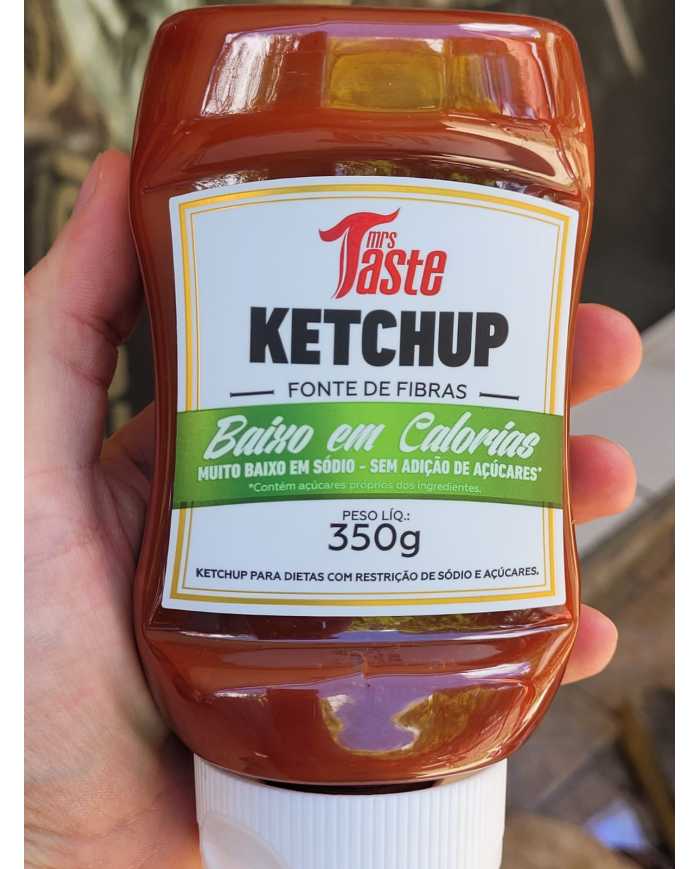 mrs
Taste
KETCHUP
FONTE DE FIBRAS
Baixo em Calorias
MUITO BAIXO EM SÓDIO - SEM ADIÇÃO DE AÇÚCARES*
*Contém açúcares próprios dos ingredientes.
PESO LÍQ.:
350g
KETCHUP PARA DIETAS COM RESTRIÇÃO DE SÓDIO E AÇÚCARES.